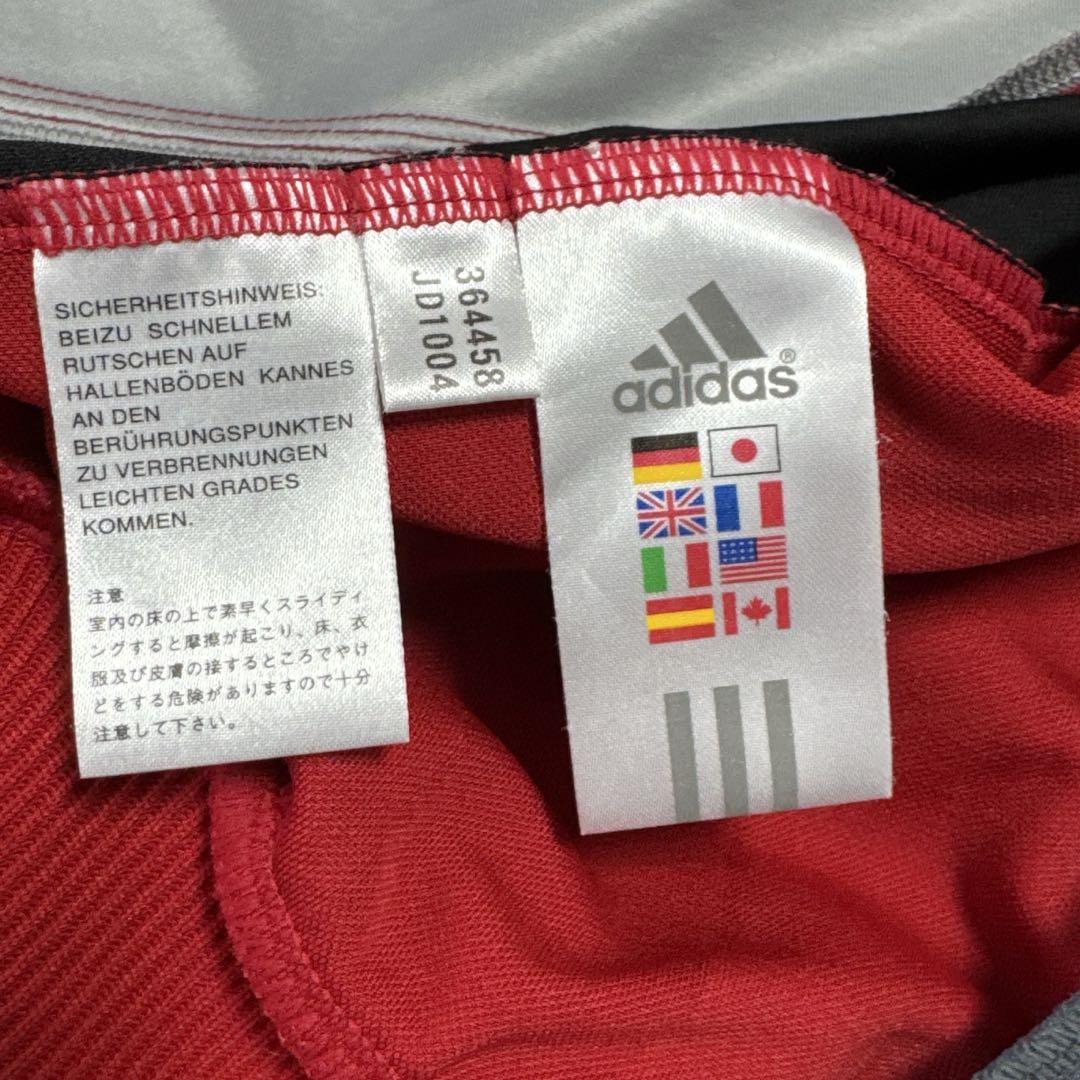 SICHERHEITSHINWEIS:
BEIZU SCHNELLEM
RUTSCHEN AUF
HALLENBÖDEN KANNES
AN DEN
BERÜHRUNGSPUNKTEN
ZU VERBRENNUNGEN
LEICHTEN GRADES
KOMMEN.
注意
室内の床の上で素早くスライディ
ングすると摩擦が起こり、床、衣
服及び皮膚の接するところでやけ
どをする危険がありますので十分
注意して下さい。
364458
JD1004
adidas®